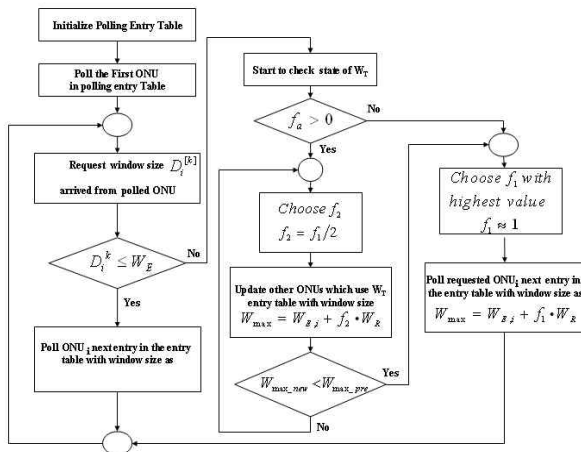 Initialize Polling Entry Table
Poll the First ONU
in polling entry Table
Request window size D_i^[k]
arrived from polled ONU
D_i^k ≤ W_E
No
Yes
Poll ONU_i next entry in the entry
table with window size as
Start to check state of W_T
f_a > 0
No
Yes
Choose f_2
f_2 = f_1/2
Update other ONUs which use W_T
entry table with window size
W_max = W_E,i + f_2 • W_R
W_max_new < W_max_pre
Yes
No
Choose f_1 with
highest value
f_1 ≈ 1
Poll requested ONU_i next entry in
the entry table with window size as
W_max = W_E,i + f_1 • W_R